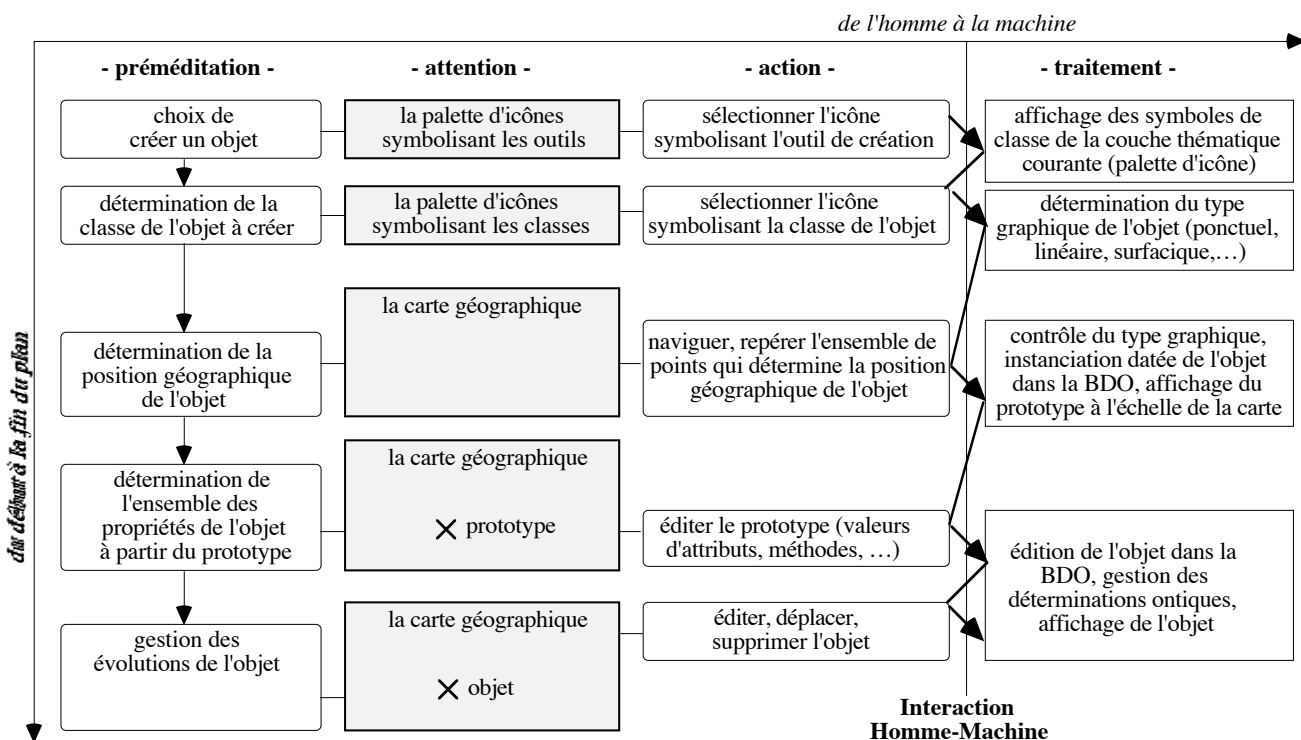 de l'homme à la machine
- préméditation -
- attention -
- action -
- traitement -
choix de
créer un objet
la palette d'icônes
symbolisant les outils
sélectionner l'icône
symbolisant l'outil de création
affichage des symboles de
classe de la couche thématique
courante (palette d'icône)
détermination de la
classe de l'objet à créer
la palette d'icônes
symbolisant les classes
sélectionner l'icône
symbolisant la classe de l'objet
détermination du type
graphique de l'objet (ponctuel,
linéaire, surfacique,…)
du début à la fin du plan
détermination de la
position géographique
de l'objet
la carte géographique
naviguer, repérer l'ensemble de
points qui détermine la position
géographique de l'objet
contrôle du type graphique,
instanciation datée de l'objet
dans la BDO, affichage du
prototype à l'échelle de la carte
détermination de
l'ensemble des
propriétés de l'objet
à partir du prototype
la carte géographique
prototype
éditer le prototype (valeurs
d'attributs, méthodes, …)
édition de l'objet dans la
BDO, gestion des
déterminations ontiques,
affichage de l'objet
gestion des
évolutions de l'objet
la carte géographique
objet
éditer, déplacer,
supprimer l'objet
Interaction
Homme-Machine